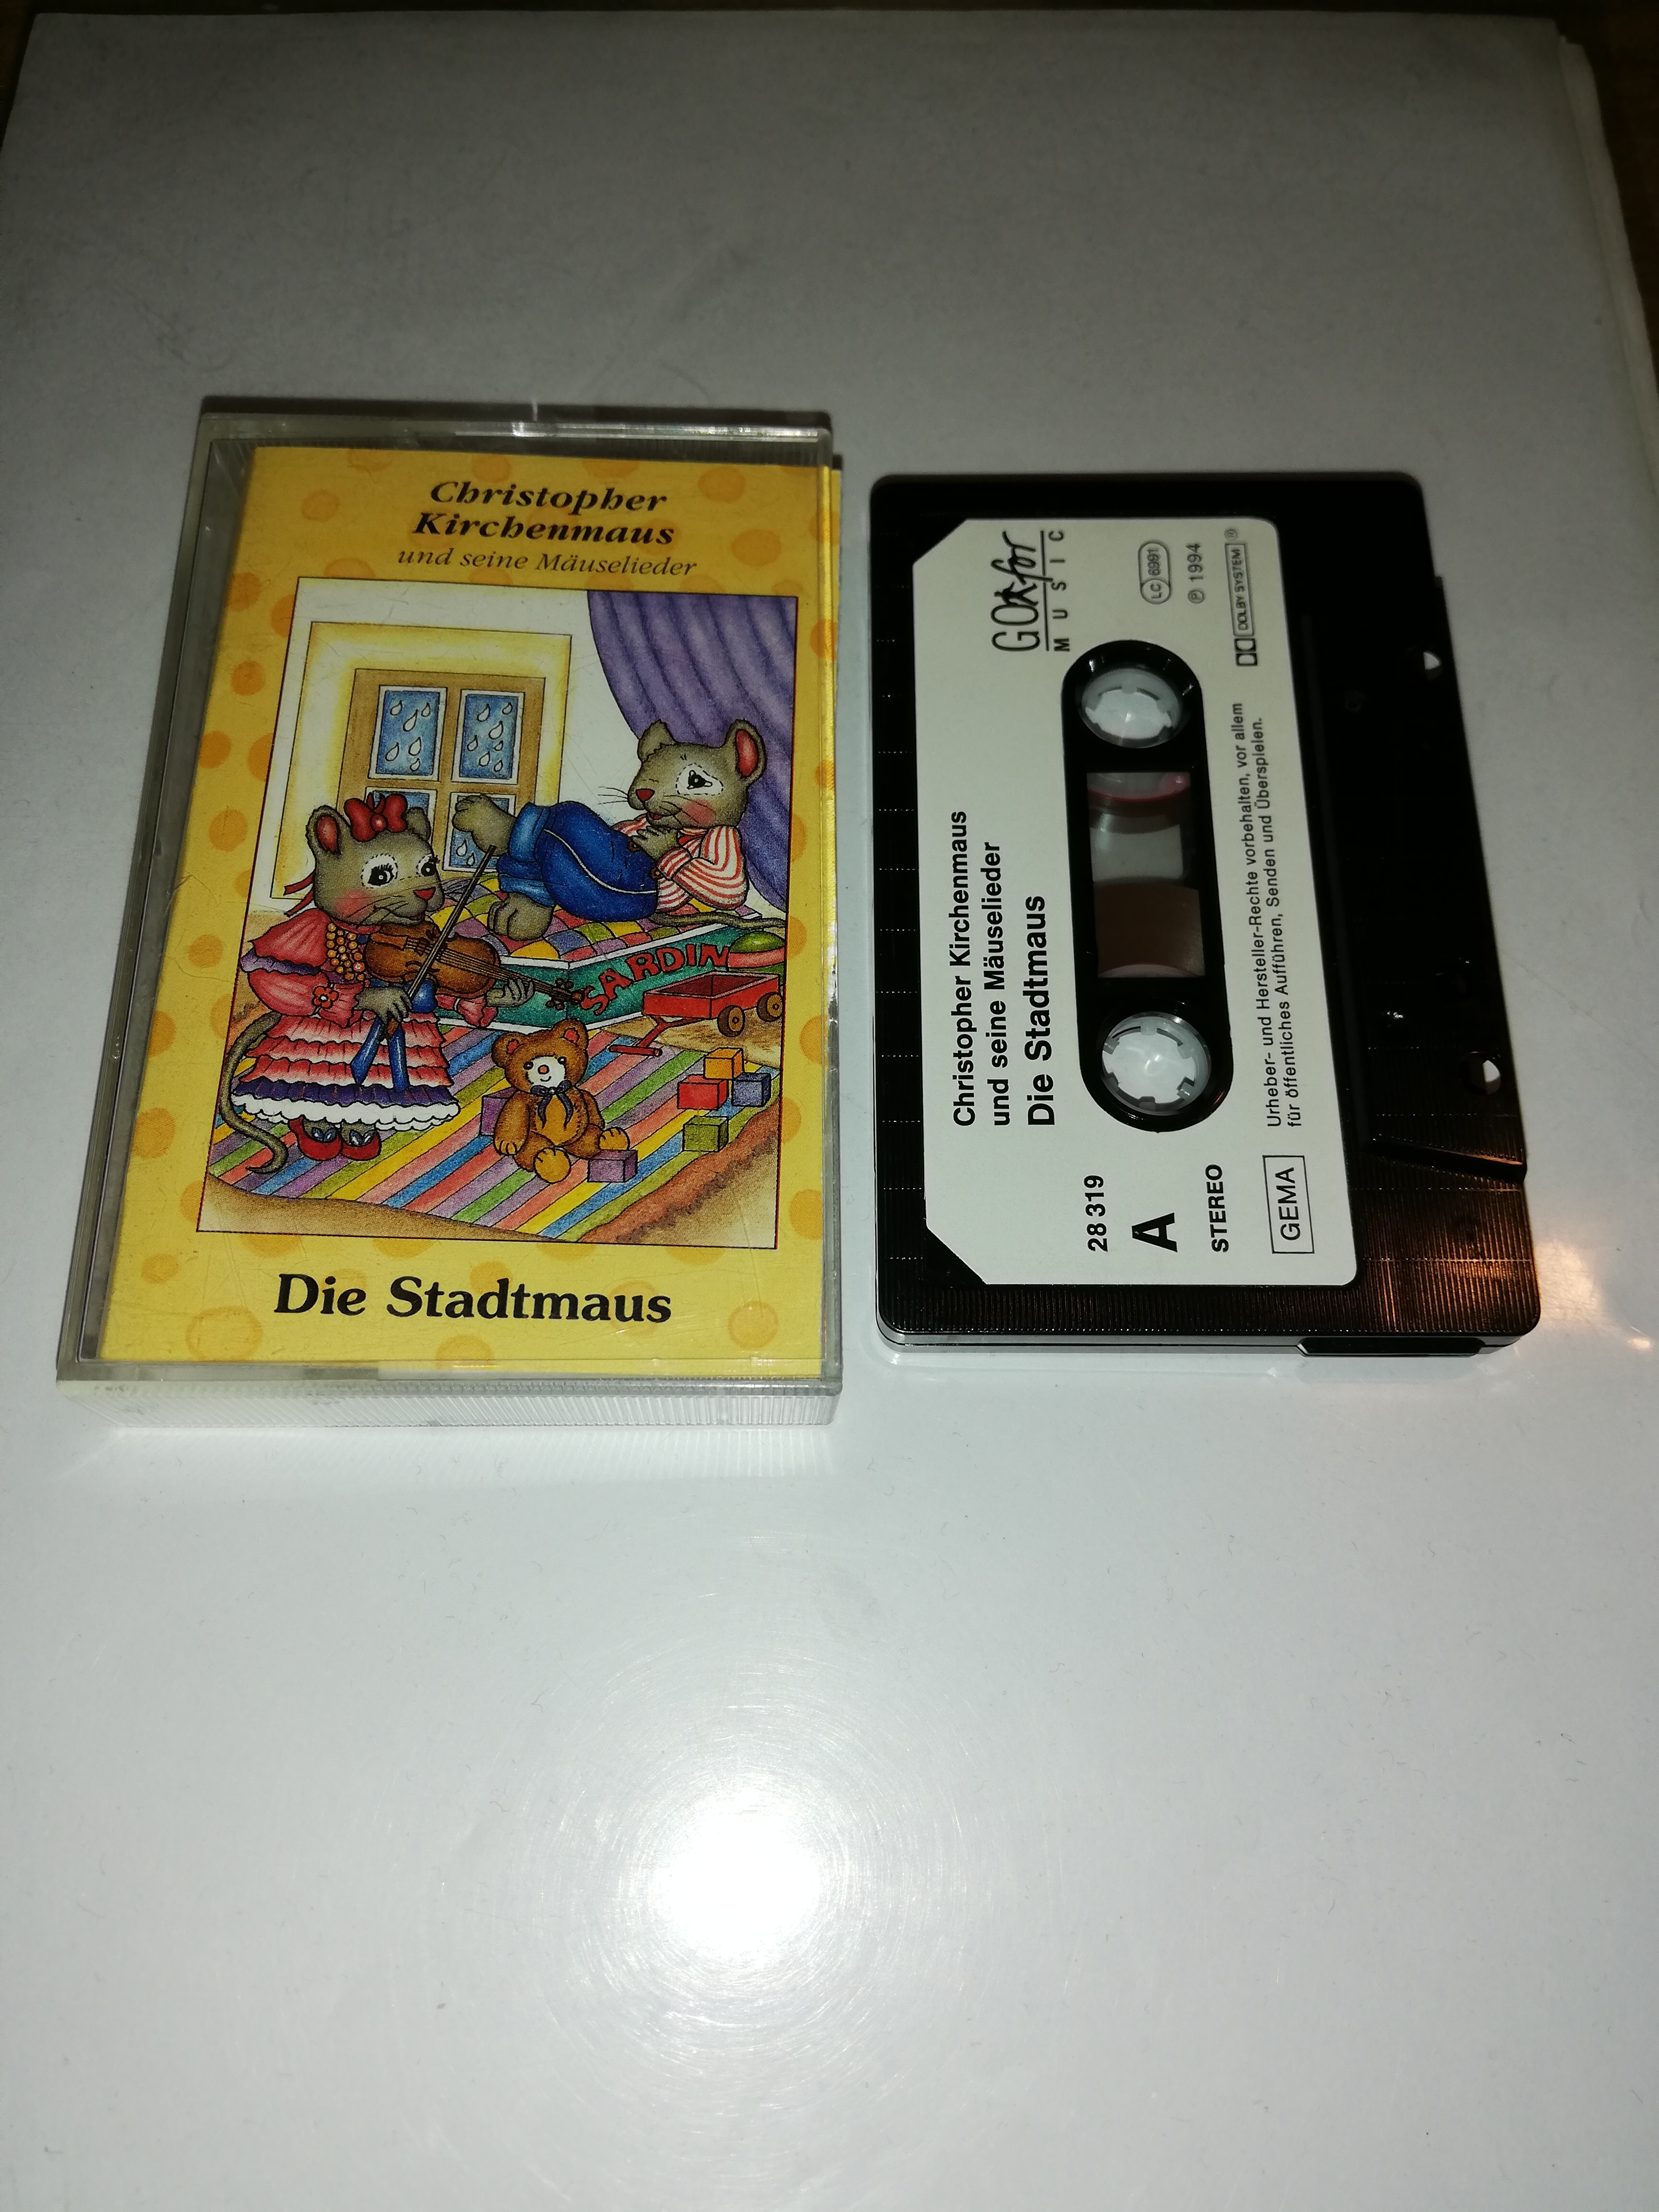 Christopher
Kirchenmaus
und seine Mäuselieder
SARDIN
Die Stadtmaus
GO for
MUSIC
LC 6991
℗ 1994
DOLBY SYSTEM ®
Christopher Kirchenmaus
und seine Mäuselieder
Die Stadtmaus
28 319
A
STEREO
GEMA
Urheber- und Hersteller-Rechte vorbehalten, vor allem
für öffentliches Aufführen, Senden und Überspielen.